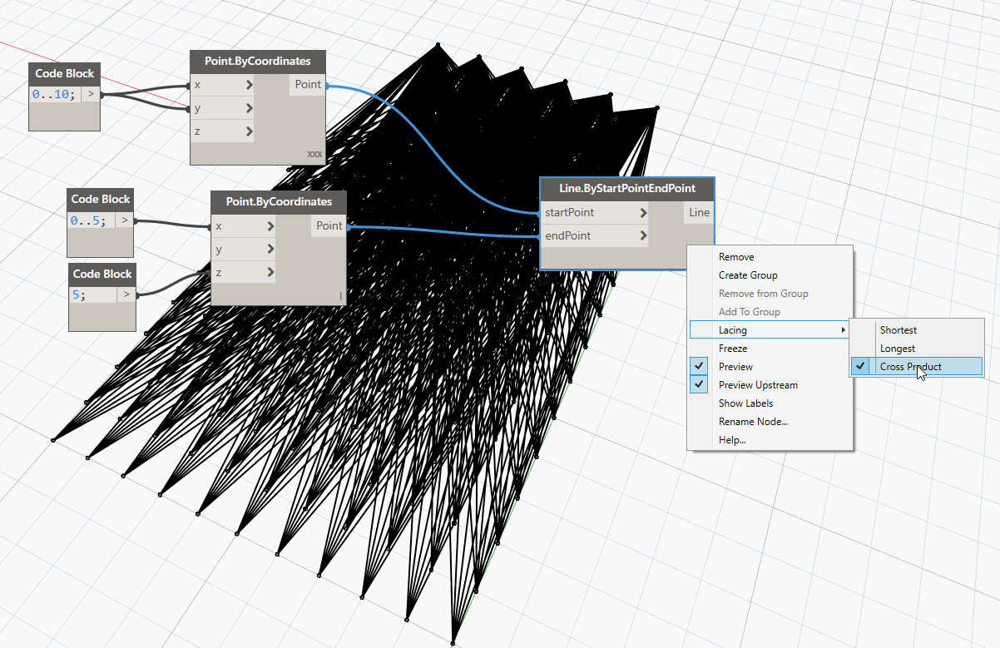 Code Block
0..10; >
Point.ByCoordinates
x > Point
y >
z >
xxx
Code Block
0..5; >
Code Block
5; >
Point.ByCoordinates
x > Point
y >
z >
|
Line.ByStartPointEndPoint
startPoint > Line
endPoint >
Remove
Create Group
Remove from Group
Add To Group
Lacing
Freeze
Preview
Preview Upstream
Show Labels
Rename Node...
Help...
Shortest
Longest
Cross Product